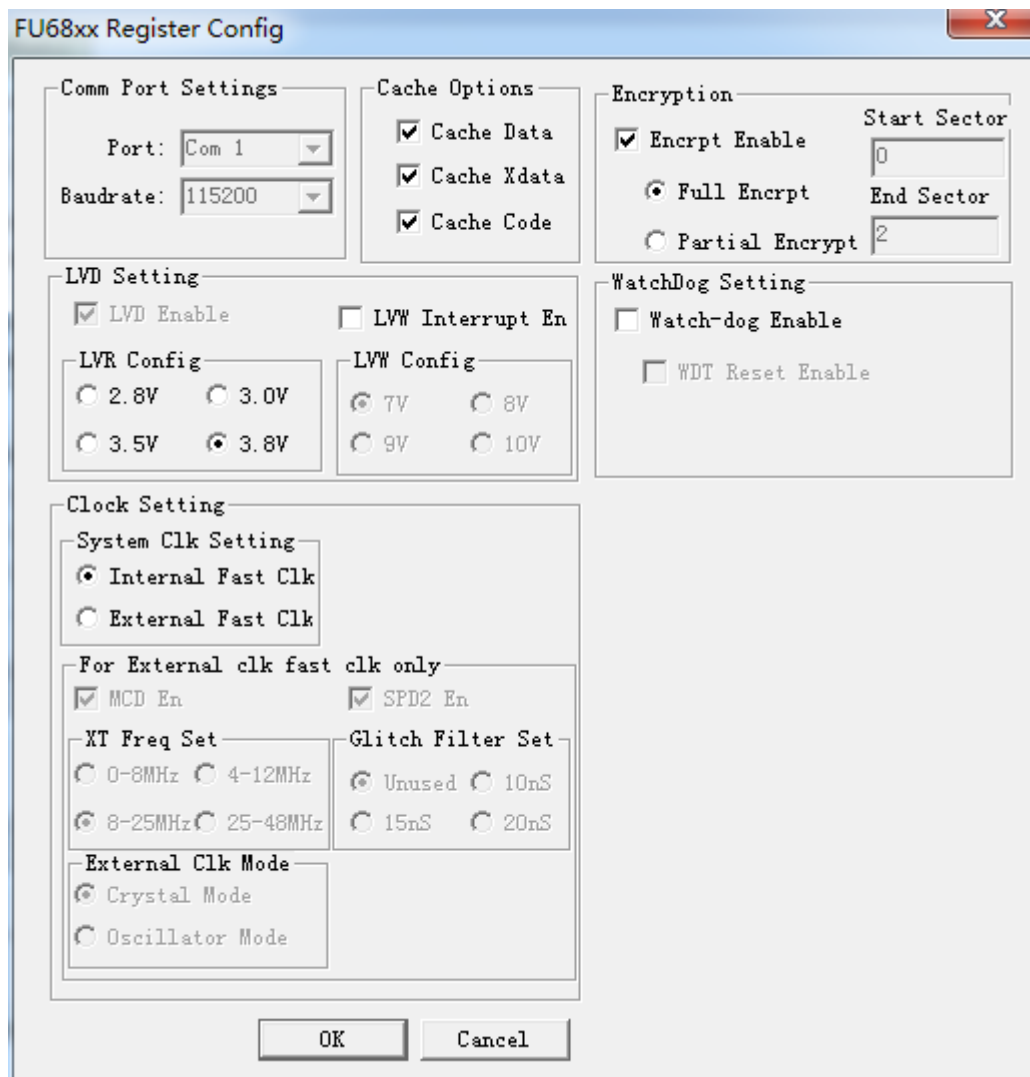 FU68xx Register Config
Comm Port Settings
Port: Com 1
Baudrate: 115200
Cache Options
Cache Data
Cache Xdata
Cache Code
Encryption
Encrpt Enable
Full Encrpt
Partial Encrypt
Start Sector
0
End Sector
2
LVD Setting
LVD Enable
LVW Interrupt En
LVR Config
2.8V 3.0V
3.5V 3.8V
LVW Config
7V 8V
9V 10V
WatchDog Setting
Watch-dog Enable
WDT Reset Enable
Clock Setting
System Clk Setting
Internal Fast Clk
External Fast Clk
For External clk fast clk only
MCD En SPD2 En
XT Freq Set
0-8MHz 4-12MHz
8-25MHz 25-48MHz
Glitch Filter Set
Unused 10nS
15nS 20nS
External Clk Mode
Crystal Mode
Oscillator Mode
OK Cancel